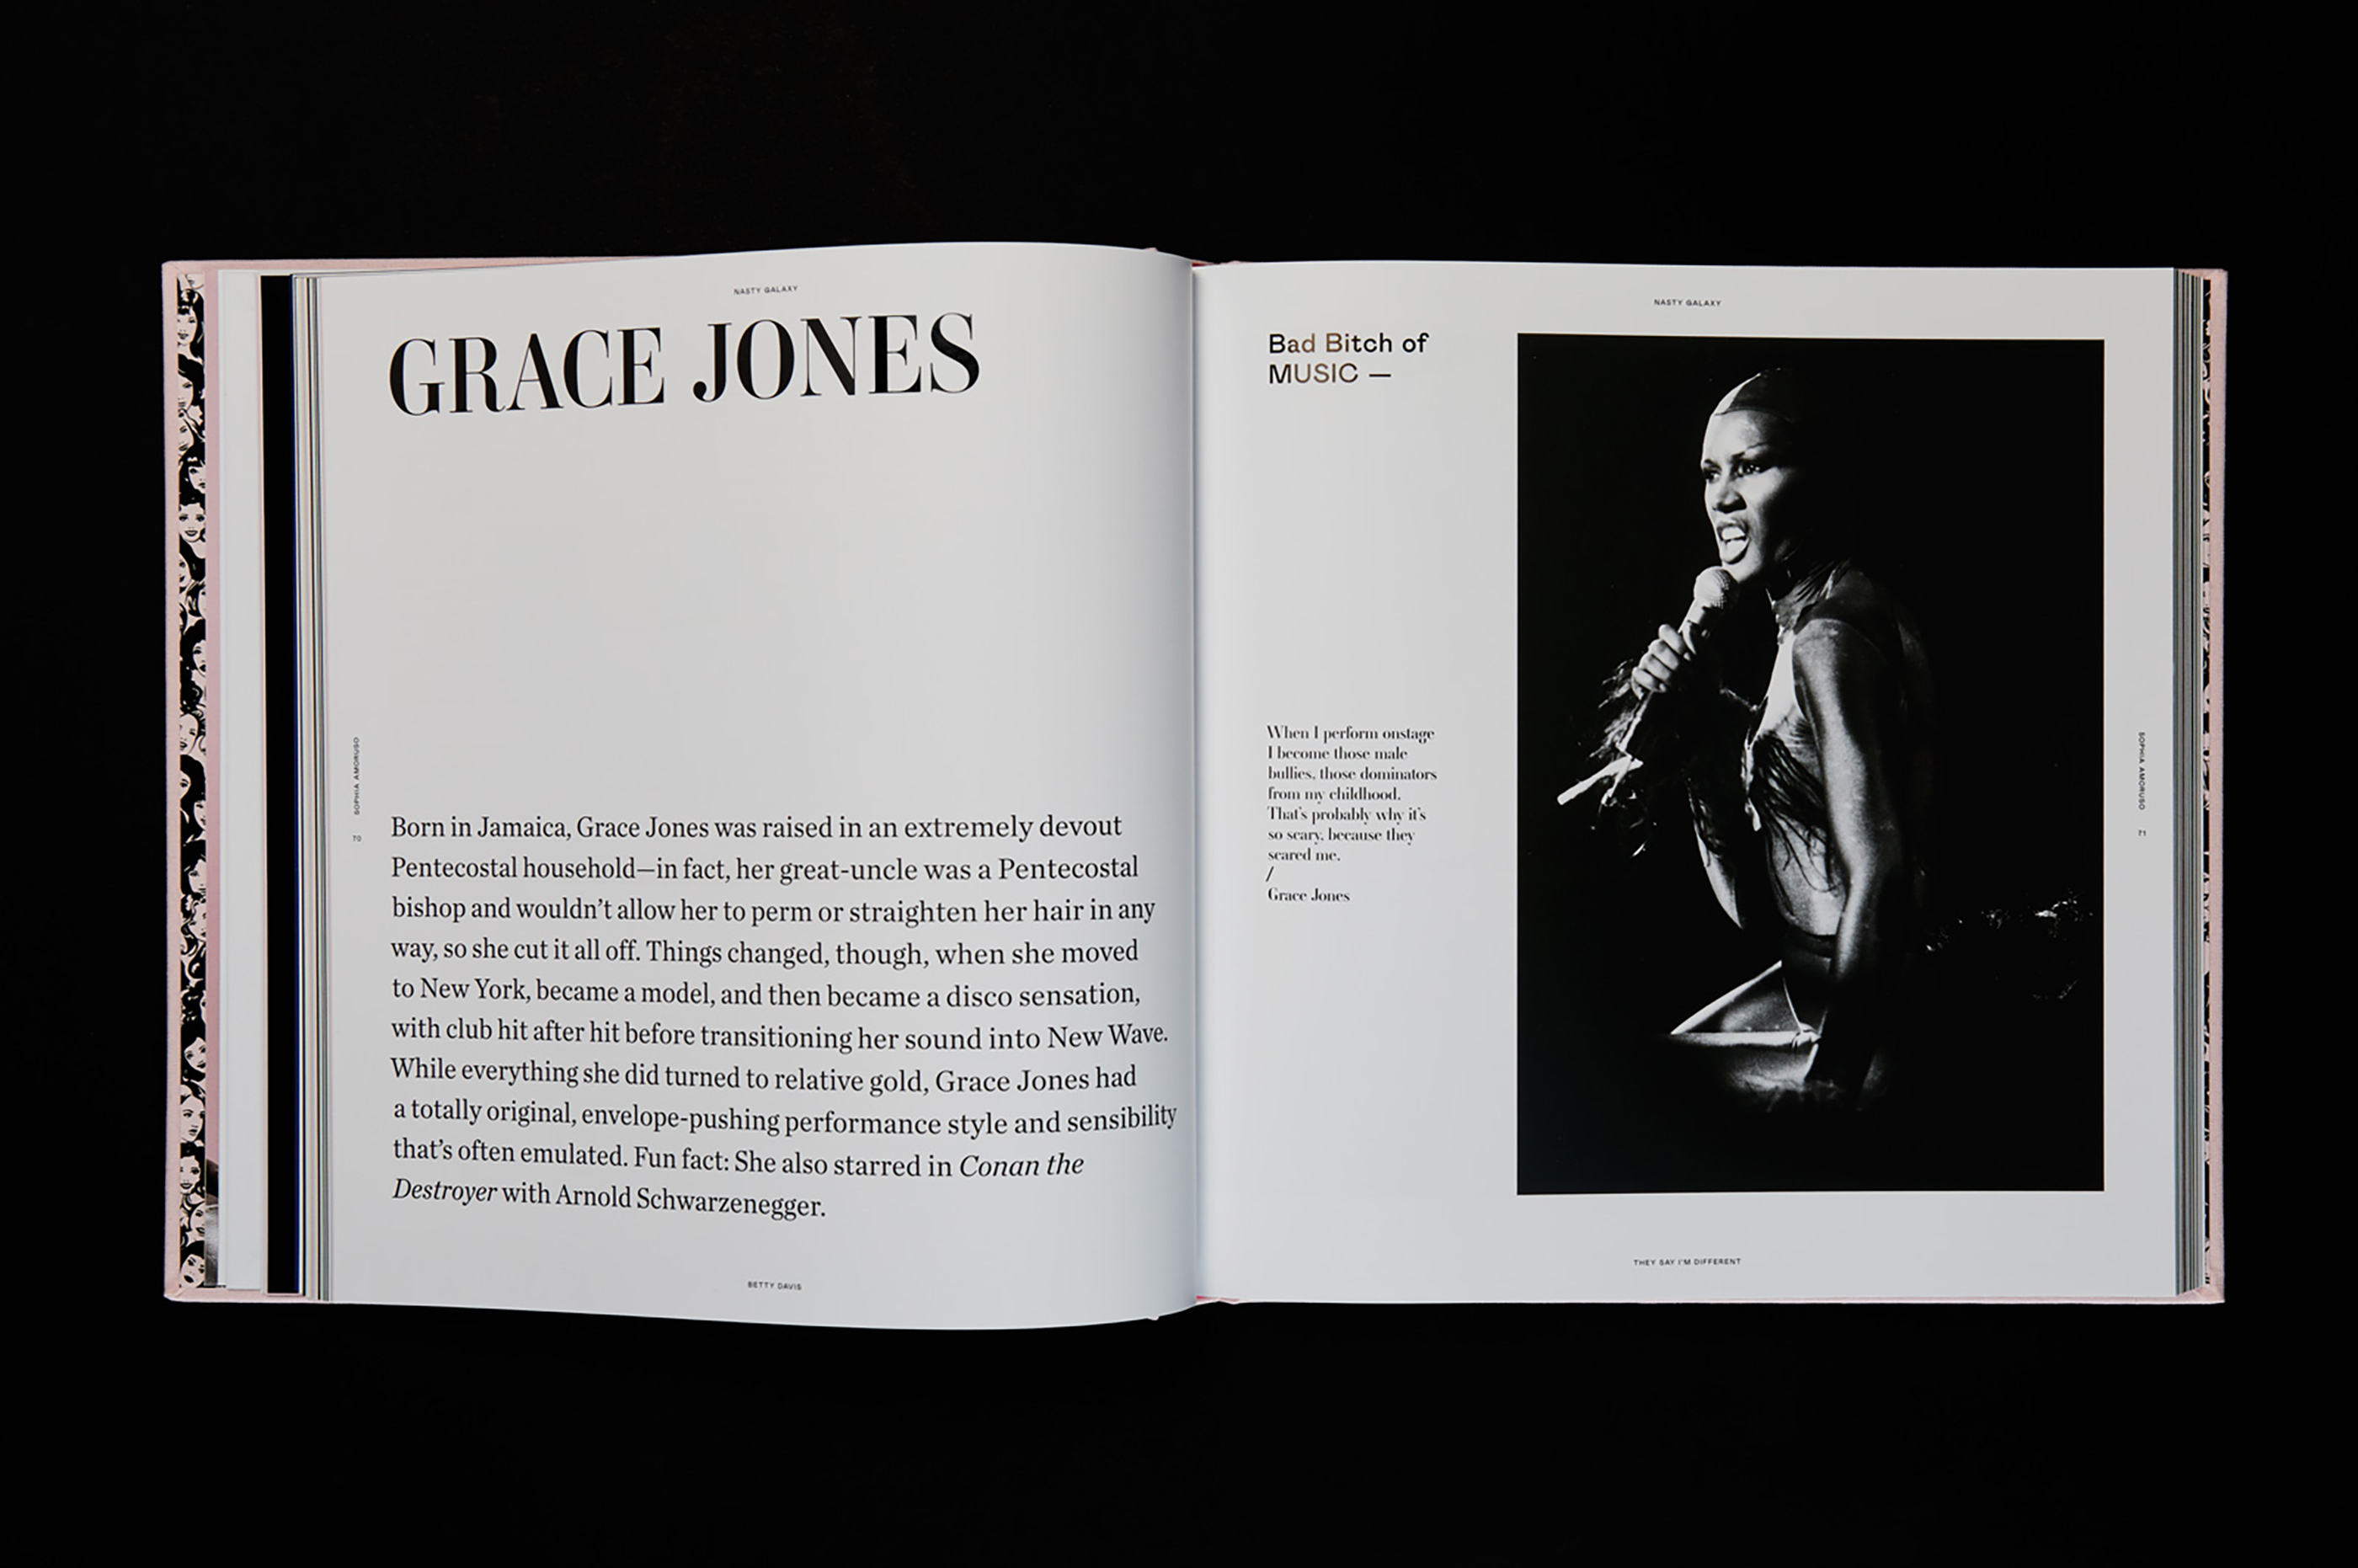 NASTY GALAXY
GRACE JONES
SOPHIA AMORUSO
70
Born in Jamaica, Grace Jones was raised in an extremely devout
Pentecostal household—in fact, her great-uncle was a Pentecostal
bishop and wouldn’t allow her to perm or straighten her hair in any
way, so she cut it all off. Things changed, though, when she moved
to New York, became a model, and then became a disco sensation,
with club hit after hit before transitioning her sound into New Wave.
While everything she did turned to relative gold, Grace Jones had
a totally original, envelope-pushing performance style and sensibility
that’s often emulated. Fun fact: She also starred in Conan the
Destroyer with Arnold Schwarzenegger.
BETTY DAVIS
NASTY GALAXY
Bad Bitch of
MUSIC —
When I perform onstage
I become those male
bullies, those dominators
from my childhood.
That’s probably why it’s
so scary, because they
scared me.
/
Grace Jones
SOPHIA AMORUSO
71
THEY SAY I’M DIFFERENT